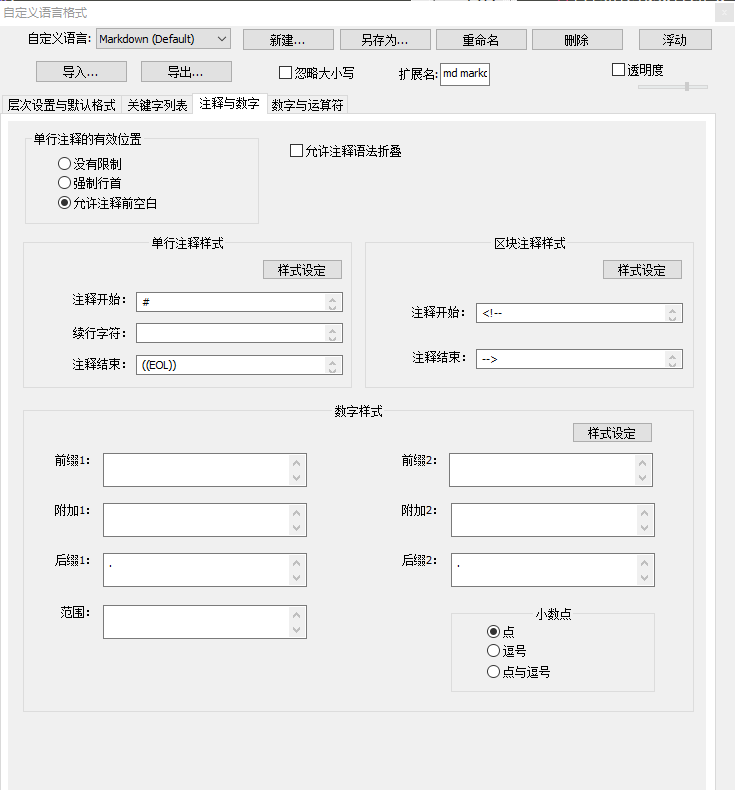 自定义语言格式
自定义语言: Markdown (Default) 新建... 另存为... 重命名 删除 浮动
导入... 导出... 忽略大小写 扩展名: md markc 透明度
层次设置与默认格式 关键字列表 注释与数字 数字与运算符
单行注释的有效位置
没有限制
允许注释语法折叠
强制行首
允许注释前空白
单行注释样式 区块注释样式
样式设定 样式设定
注释开始: #
注释开始: <!--
续行字符:
注释结束: ((EOL))
注释结束: -->
数字样式
样式设定
前缀1: 前缀2:
附加1: 附加2:
后缀1: . 后缀2: .
范围:
小数点
点
逗号
点与逗号